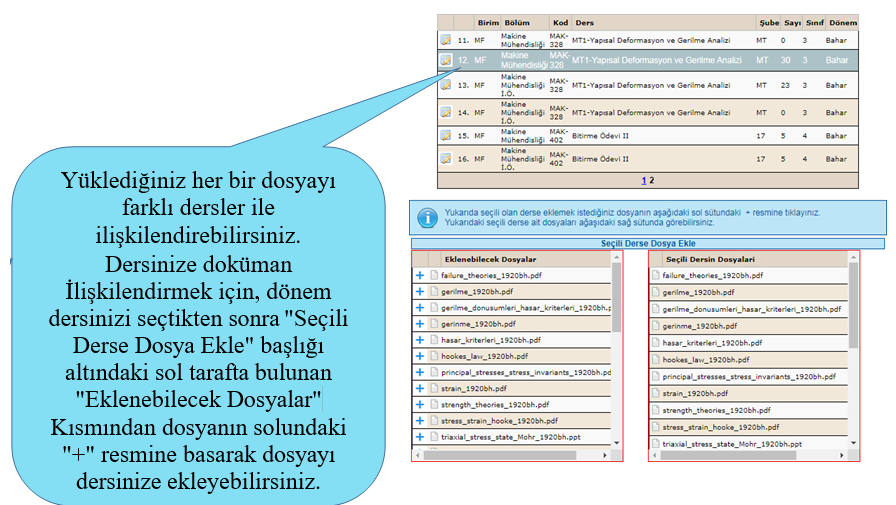 Birim Bölüm Kod Ders Şube Sayı Sınıf Dönem
11. MF Makine Mühendisliği MAK-328 MT1-Yapısal Deformasyon ve Gerilme Analizi MT 0 3 Bahar
12. MF Makine Mühendisliği MAK-328 MT1-Yapısal Deformasyon ve Gerilme Analizi MT 30 3 Bahar
13. MF Makine Mühendisliği İ.Ö. MAK-328 MT1-Yapısal Deformasyon ve Gerilme Analizi MT 23 3 Bahar
14. MF Makine Mühendisliği İ.Ö. MAK-328 MT1-Yapısal Deformasyon ve Gerilme Analizi MT 0 3 Bahar
15. MF Makine Mühendisliği MAK-402 Bitirme Ödevi II 17 5 4 Bahar
16. MF Makine Mühendisliği İ.Ö. MAK-402 Bitirme Ödevi II 17 5 4 Bahar
1 2
Yüklediğiniz her bir dosyayı
farklı dersler ile
ilişkilendirebilirsiniz.
Dersinize doküman
İlişkilendirmek için, dönem
dersinizi seçtikten sonra "Seçili
Derse Dosya Ekle" başlığı
altındaki sol tarafta bulunan
"Eklenebilecek Dosyalar"
Kısmından dosyanın solundaki
"+" resmine basarak dosyayı
dersinize ekleyebilirsiniz.
Yukarıda seçili olan derse eklemek istediğiniz dosyanın aşağıdaki sol sütundaki + resmine tıklayınız.
Yukarıdaki seçili derse ait dosyaları ağaşıdaki sağ sütunda görebilirsiniz.
Seçili Derse Dosya Ekle
Eklenebilecek Dosyalar
failure_theories_1920bh.pdf
gerilme_1920bh.pdf
gerilme_donusumleri_hasar_kriterleri_1920bh.p
gerinme_1920bh.pdf
hasar_kriterleri_1920bh.pdf
hookes_law_1920bh.pdf
principal_stresses_stress_invariants_1920bh.pd
strain_1920bh.pdf
strength_theories_1920bh.pdf
stress_strain_hooke_1920bh.pdf
triaxial_stress_state_Mohr_1920bh.ppt
Seçili Dersin Dosyalari
failure_theories_1920bh.pdf
gerilme_1920bh.pdf
gerilme_donusumleri_hasar_kriterleri_1920bh.pdf
gerinme_1920bh.pdf
hasar_kriterleri_1920bh.pdf
hookes_law_1920bh.pdf
principal_stresses_stress_invariants_1920bh.pdf
strain_1920bh.pdf
strength_theories_1920bh.pdf
stress_strain_hooke_1920bh.pdf
triaxial_stress_state_Mohr_1920bh.ppt